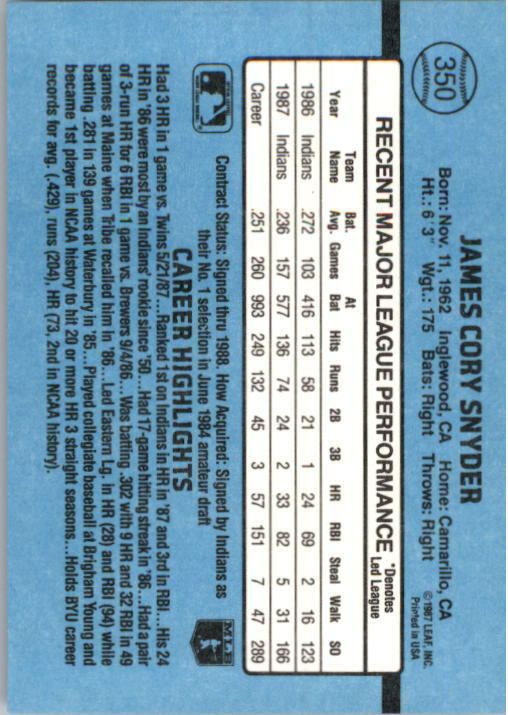 350
JAMES CORY SNYDER
Born: Nov. 11, 1962 Inglewood, CA Home: Camarillo, CA
Ht.: 6' 3" Wgt.: 175 Bats: Right Throws: Right
©1987 LEAF, INC.
Printed in USA
RECENT MAJOR LEAGUE PERFORMANCE *Denotes Led League
Year Team Name Bat. Avg. Games At Bat Hits Runs 2B 3B HR RBI Steal Walk SO
1986 Indians .272 103 416 113 58 21 1 24 69 2 16 123
1987 Indians .236 157 577 136 74 24 2 33 82 5 31 166
Career .251 260 993 249 132 45 3 57 151 7 47 289
Contract Status: Signed thru 1988. How Acquired: Signed by Indians as
their No. 1 selection in June 1984 amateur draft
MLB
CAREER HIGHLIGHTS
Had 3 HR in 1 game vs. Twins 5/21/87...Ranked 1st on Indians in HR in '87 and 3rd in RBI...His 24
HR in '86 were most by an Indians' rookie since '50...Had 17-game hitting streak in '86...Had a pair
of 3-run HR for 6 RBI in 1 game vs. Brewers 9/4/86...Was batting .302 with 9 HR and 32 RBI in 49
games at Maine when Tribe recalled him in '86...Led Eastern Lg. in HR (28) and RBI (94) while
batting .281 in 139 games at Waterbury in '85...Played collegiate baseball at Brigham Young and
became 1st player in NCAA history to hit 20 or more HR 3 straight seasons...Holds BYU career
records for avg. (.429), runs (204), HR (73, 2nd in NCAA history).